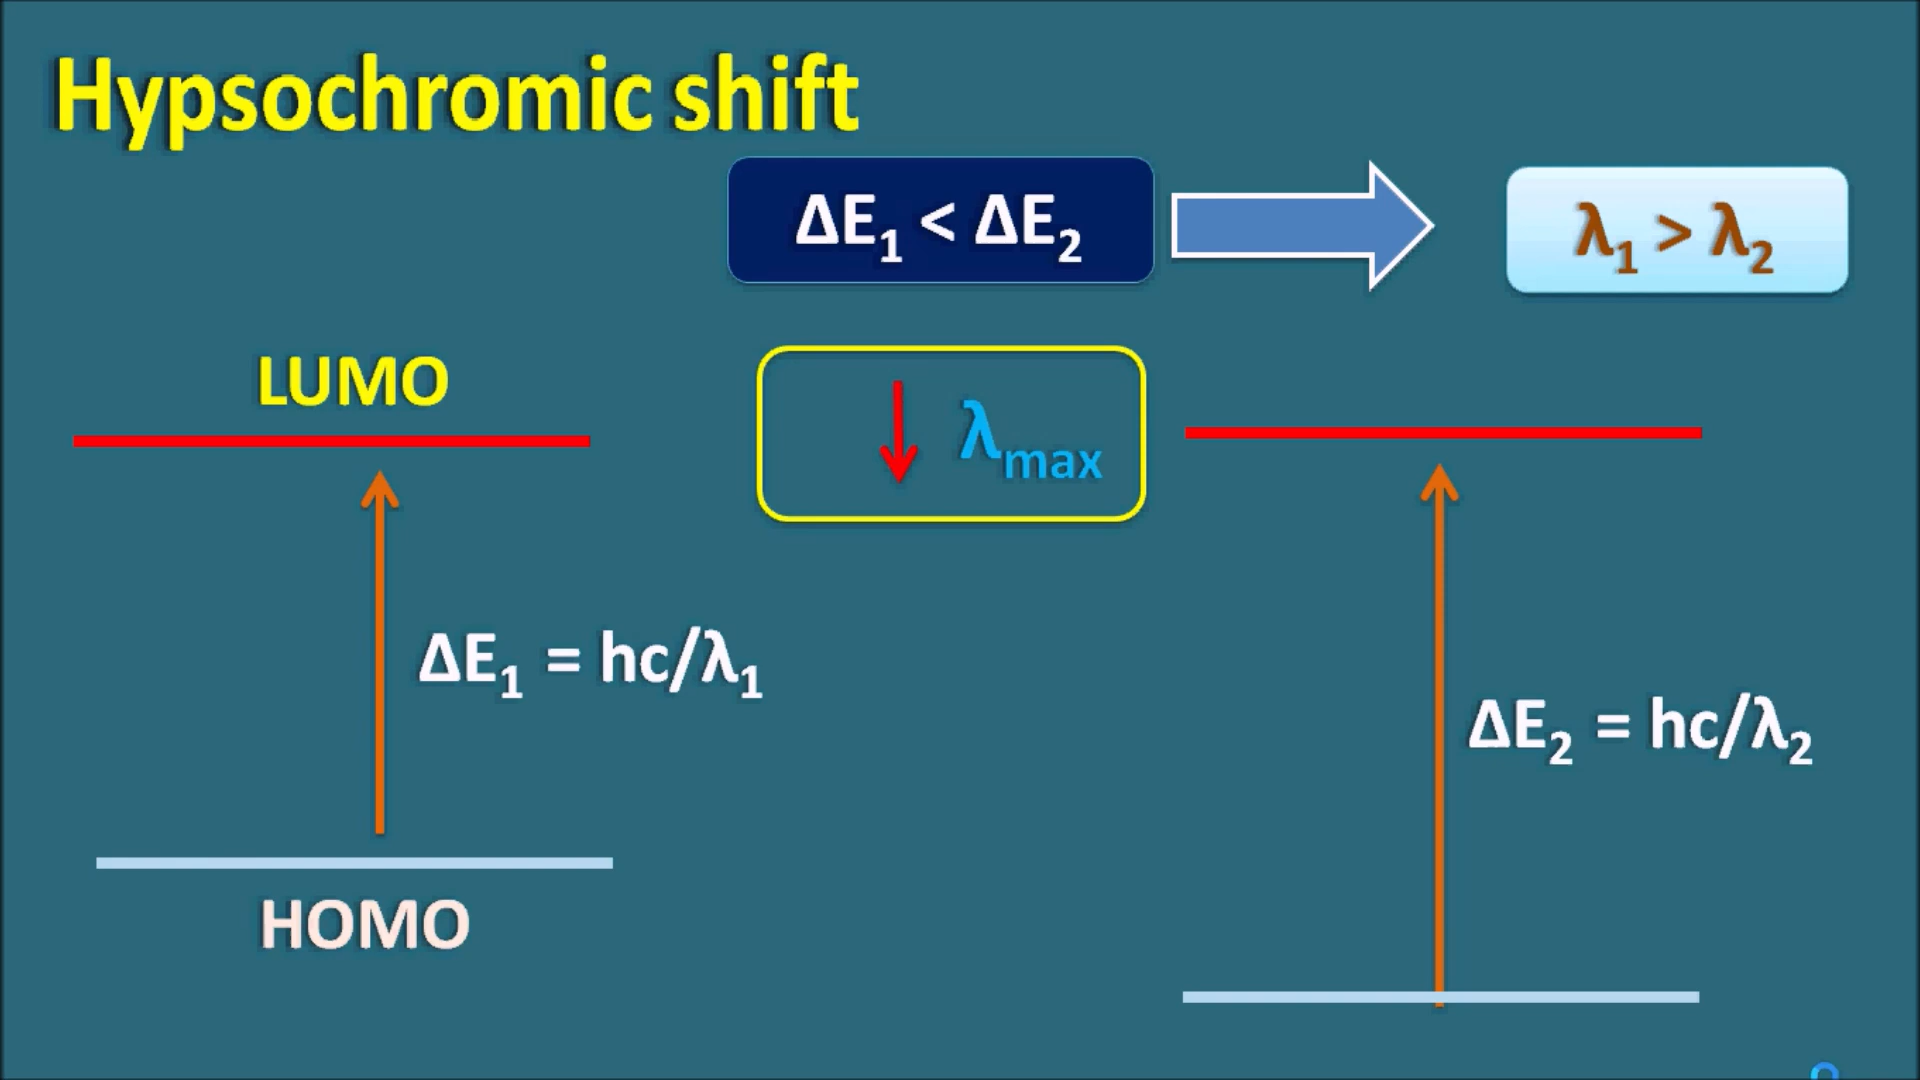 Hypsochromic shift
ΔE₁ < ΔE₂
λ₁ > λ₂
LUMO
λmax
ΔE₁ = hc/λ₁
ΔE₂ = hc/λ₂
HOMO